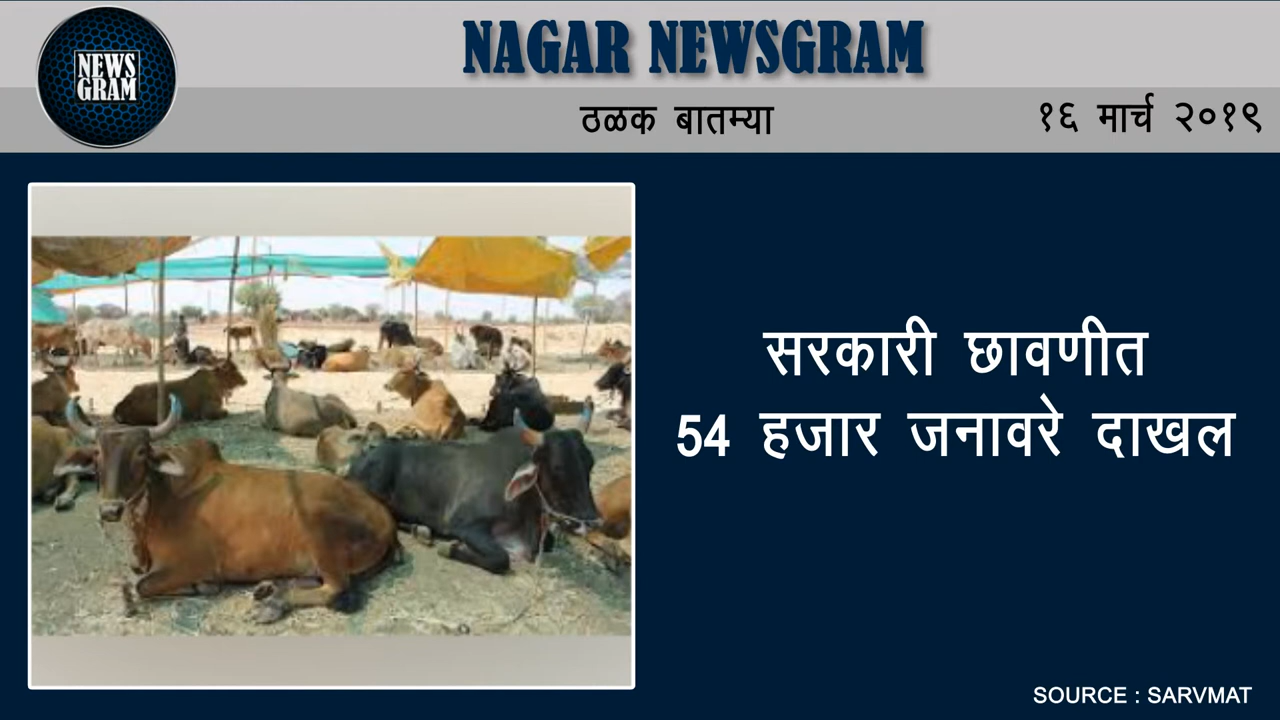 NEWS
GRAM
NAGAR NEWSGRAM
ठळक बातम्या
१६ मार्च २०१९
सरकारी छावणीत
54 हजार जनावरे दाखल
SOURCE : SARVMAT